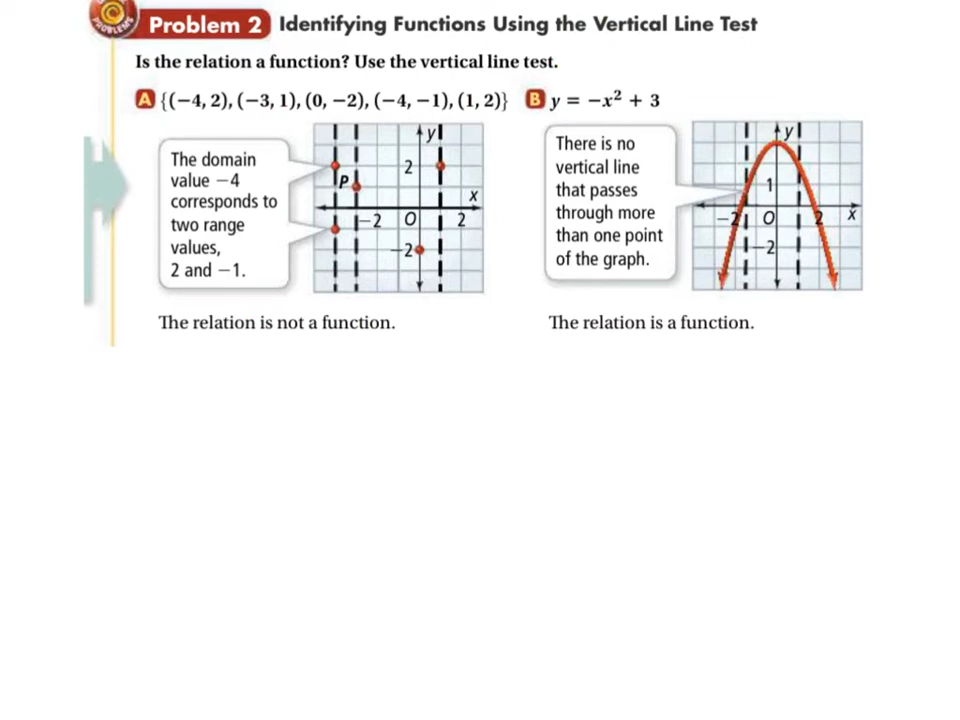 PROBLEMS
Problem 2 Identifying Functions Using the Vertical Line Test
Is the relation a function? Use the vertical line test.
A {(−4, 2), (−3, 1), (0, −2), (−4, −1), (1, 2)} B y = −x² + 3
The domain
value −4
corresponds to
two range
values,
2 and −1.
y
2
P
x
−2 O 2
−2
There is no
vertical line
that passes
through more
than one point
of the graph.
y
1
−2 O 2 x
−2
The relation is not a function.
The relation is a function.